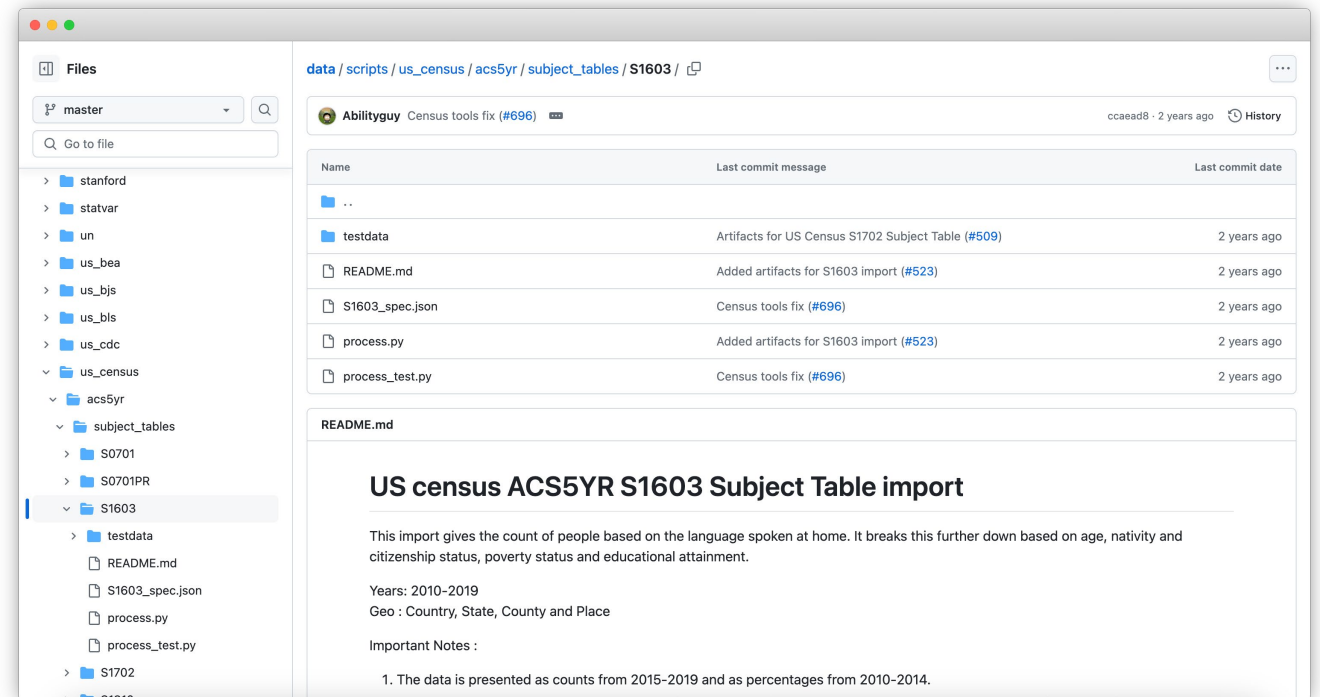 Files
master
Go to file
stanford
statvar
un
us_bea
us_bjs
us_bls
us_cdc
us_census
acs5yr
subject_tables
S0701
S0701PR
S1603
testdata
README.md
S1603_spec.json
process.py
process_test.py
S1702
data / scripts / us_census / acs5yr / subject_tables / S1603 /
Abilityguy Census tools fix (#696) ccaead8 · 2 years ago History
Name Last commit message Last commit date
..
testdata Artifacts for US Census S1702 Subject Table (#509) 2 years ago
README.md Added artifacts for S1603 import (#523) 2 years ago
S1603_spec.json Census tools fix (#696) 2 years ago
process.py Added artifacts for S1603 import (#523) 2 years ago
process_test.py Census tools fix (#696) 2 years ago
README.md
US census ACS5YR S1603 Subject Table import
This import gives the count of people based on the language spoken at home. It breaks this further down based on age, nativity and
citizenship status, poverty status and educational attainment.
Years: 2010-2019
Geo : Country, State, County and Place
Important Notes :
1. The data is presented as counts from 2015-2019 and as percentages from 2010-2014.